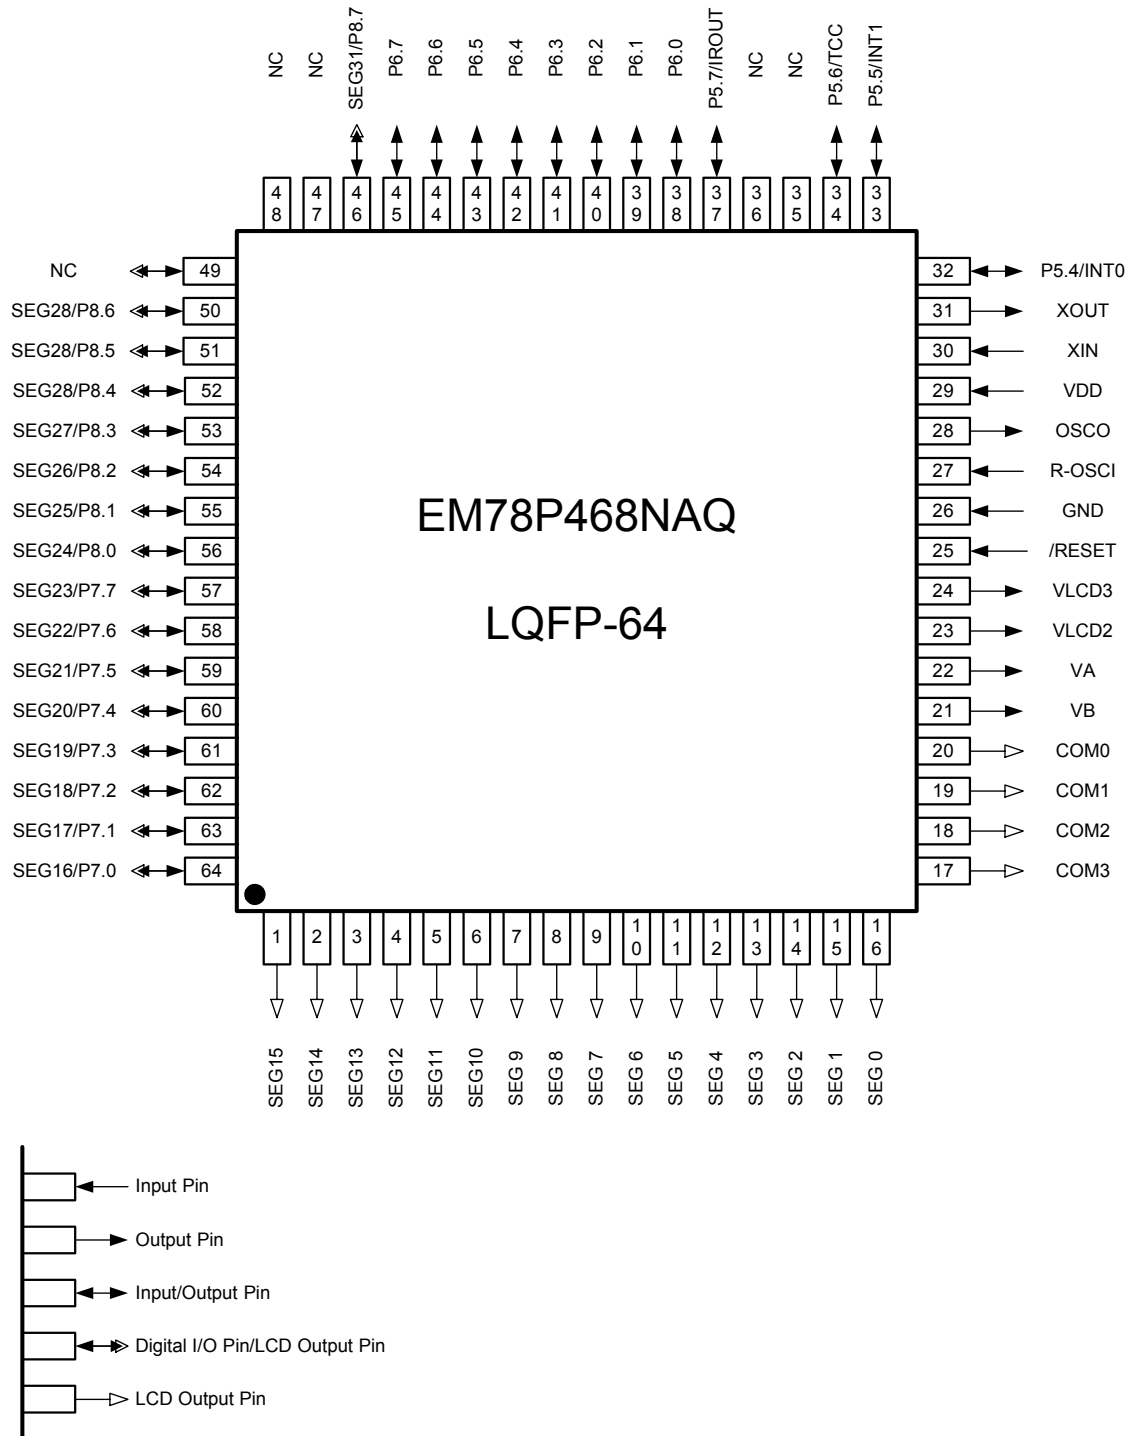 NC NC SEG31/P8.7 P6.7 P6.6 P6.5 P6.4 P6.3 P6.2 P6.1 P6.0 P5.7/IROUT NC NC P5.6/TCC P5.5/INT1
48 47 46 45 44 43 42 41 40 39 38 37 36 35 34 33
NC 49 32 P5.4/INT0
SEG28/P8.6 50 31 XOUT
SEG28/P8.5 51 30 XIN
SEG28/P8.4 52 29 VDD
SEG27/P8.3 53 28 OSCO
SEG26/P8.2 54 27 R-OSCI
EM78P468NAQ
SEG25/P8.1 55 26 GND
SEG24/P8.0 56 25 /RESET
SEG23/P7.7 57 24 VLCD3
LQFP-64
SEG22/P7.6 58 23 VLCD2
SEG21/P7.5 59 22 VA
SEG20/P7.4 60 21 VB
SEG19/P7.3 61 20 COM0
SEG18/P7.2 62 19 COM1
SEG17/P7.1 63 18 COM2
SEG16/P7.0 64 17 COM3
1 2 3 4 5 6 7 8 9 10 11 12 13 14 15 16
SEG15 SEG14 SEG13 SEG12 SEG11 SEG10 SEG 9 SEG 8 SEG 7 SEG 6 SEG 5 SEG 4 SEG 3 SEG 2 SEG 1 SEG 0
Input Pin
Output Pin
Input/Output Pin
Digital I/O Pin/LCD Output Pin
LCD Output Pin